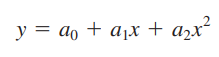 y = a₀ + a₁x + a₂x²